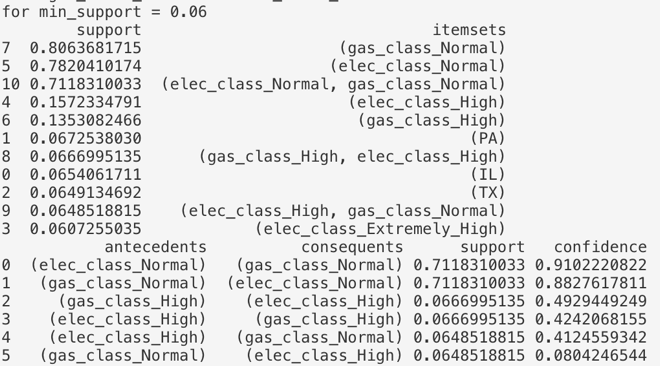 for min_support = 0.06
support itemsets
7 0.8063681715 (gas_class_Normal)
5 0.7820410174 (elec_class_Normal)
10 0.7118310033 (elec_class_Normal, gas_class_Normal)
4 0.1572334791 (elec_class_High)
6 0.1353082466 (gas_class_High)
1 0.0672538030 (PA)
8 0.0666995135 (gas_class_High, elec_class_High)
0 0.0654061711 (IL)
2 0.0649134692 (TX)
9 0.0648518815 (elec_class_High, gas_class_Normal)
3 0.0607255035 (elec_class_Extremely_High)
antecedents consequents support confidence
0 (elec_class_Normal) (gas_class_Normal) 0.7118310033 0.9102220822
1 (gas_class_Normal) (elec_class_Normal) 0.7118310033 0.8827617811
2 (gas_class_High) (elec_class_High) 0.0666995135 0.4929449249
3 (elec_class_High) (gas_class_High) 0.0666995135 0.4242068155
4 (elec_class_High) (gas_class_Normal) 0.0648518815 0.4124559342
5 (gas_class_Normal) (elec_class_High) 0.0648518815 0.0804246544